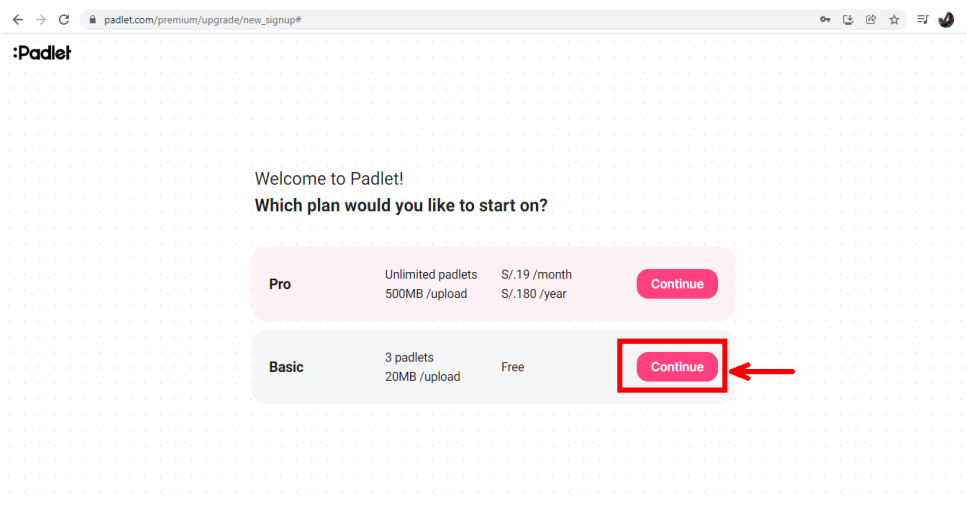 padlet.com/premium/upgrade/new_signup#
:Padlet
Welcome to Padlet!
Which plan would you like to start on?
Pro
Unlimited padlets
500MB /upload
S/.19 /month
S/.180 /year
Continue
Basic
3 padlets
20MB /upload
Free
Continue